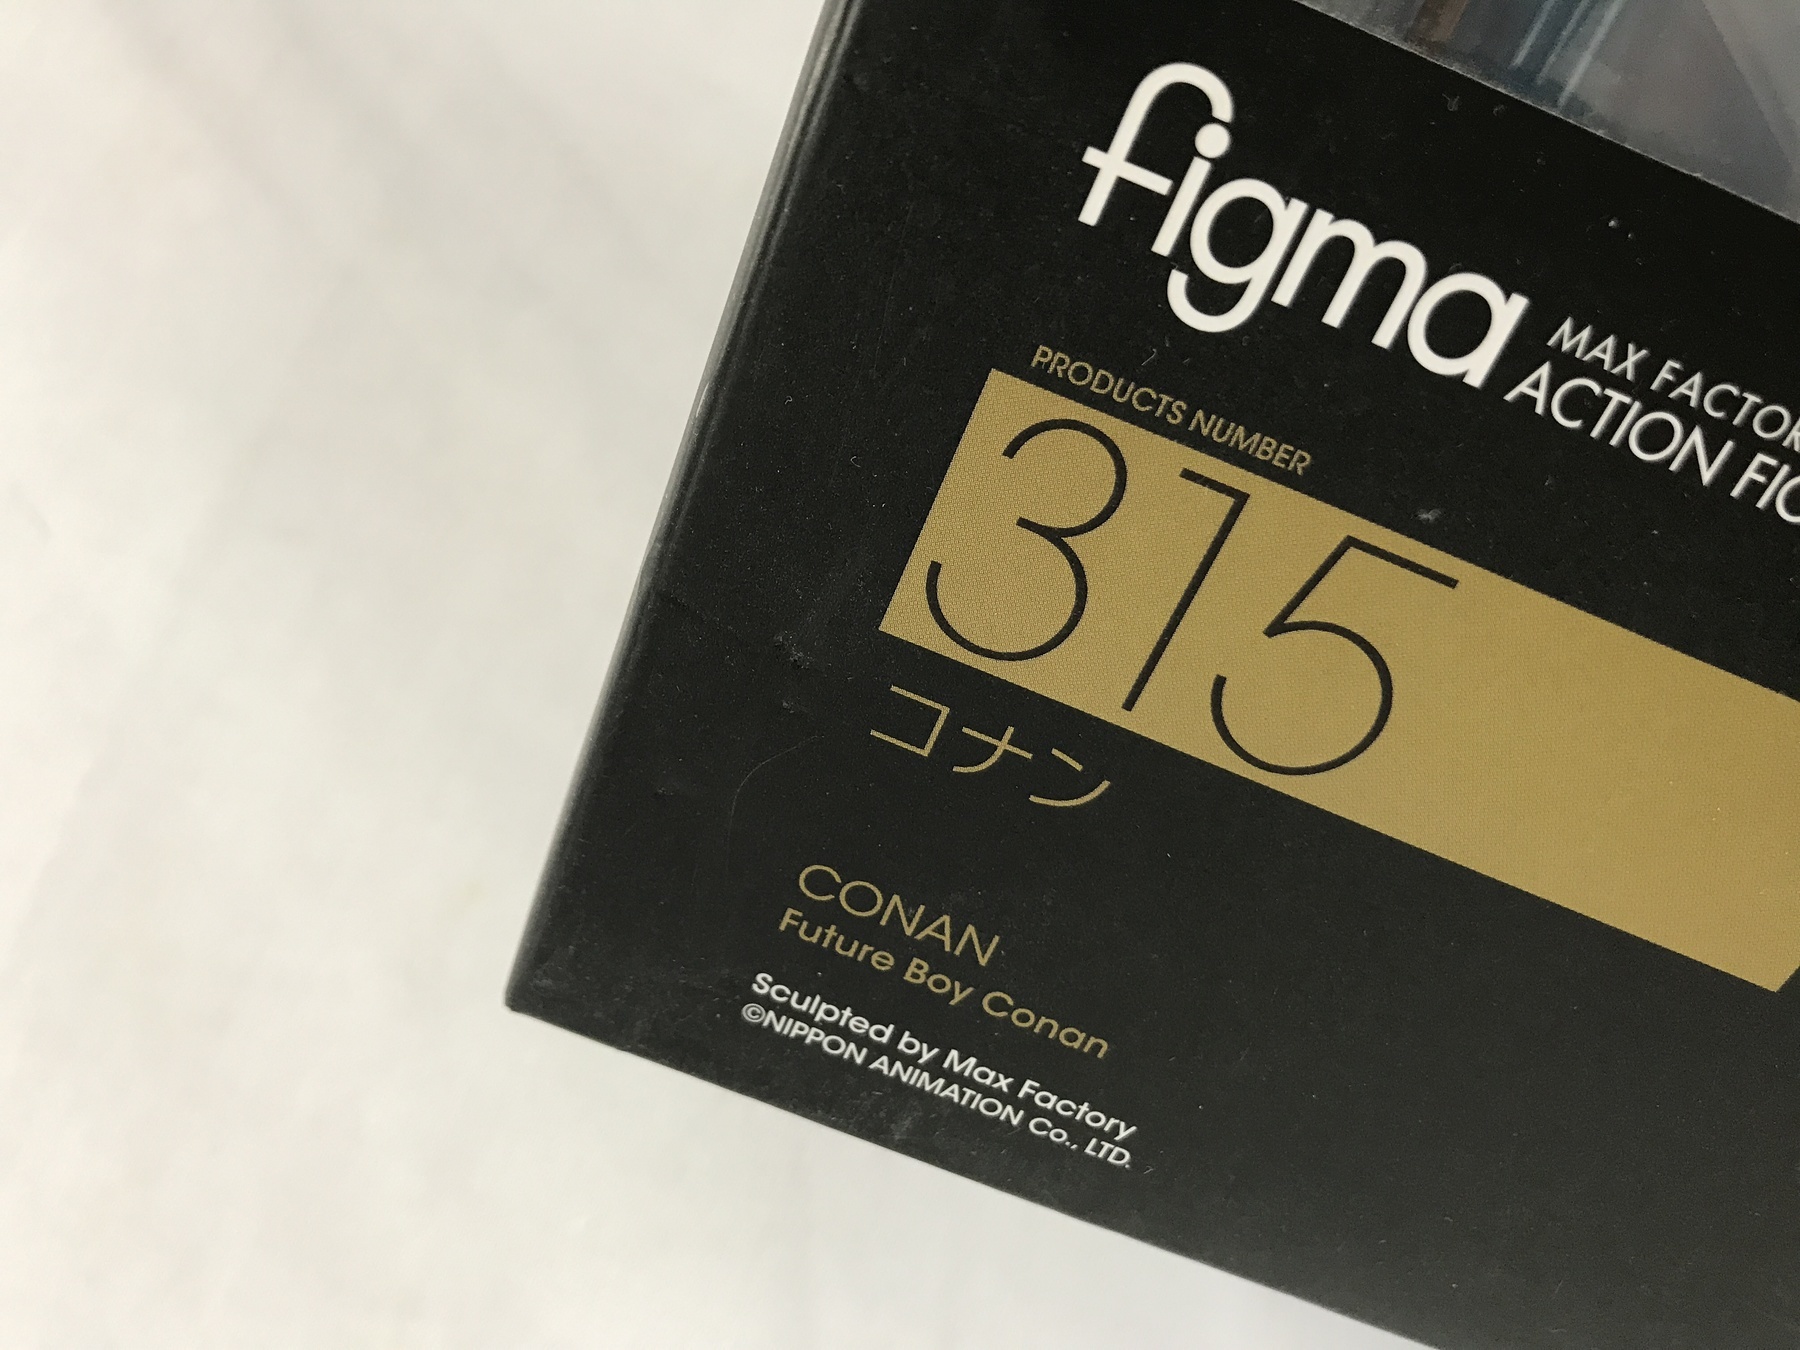 figma
MAX FACTOR
ACTION FIG
PRODUCTS NUMBER
315
コナン
CONAN
Future Boy Conan
Sculpted by Max Factory
©NIPPON ANIMATION Co., LTD.